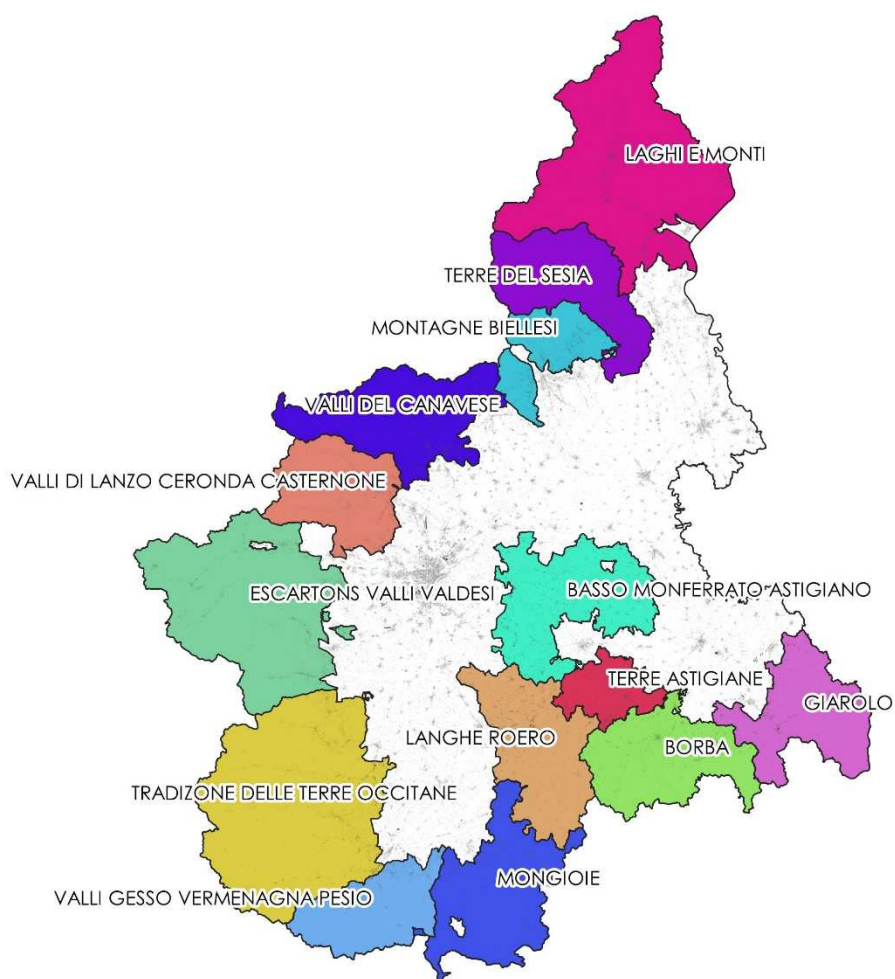 LAGHI E MONTI
TERRE DEL SESIA
MONTAGNE BIELLESI
VALLI DEL CANAVESE
VALLI DI LANZO CERONDA CASTERNONE
ESCARTONS VALLI VALDESI
BASSO MONFERRATO ASTIGIANO
TERRE ASTIGIANE
GIAROLO
LANGHE ROERO
BORBA
TRADIZONE DELLE TERRE OCCITANE
MONGIOIE
VALLI GESSO VERMENAGNA PESIO